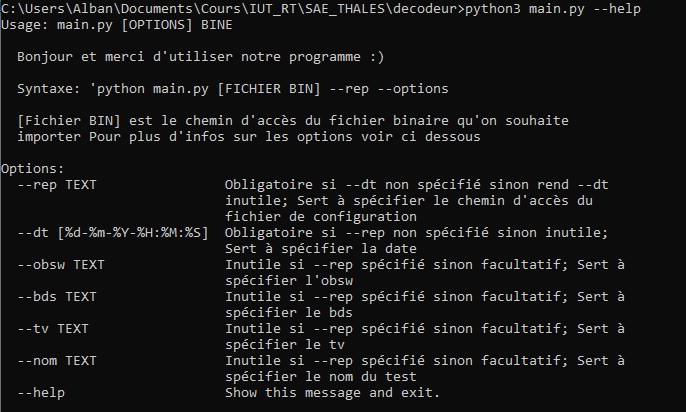 C:\Users\Alban\Documents\Cours\IUT_RT\SAE_THALES\decodeur>python3 main.py --help
Usage: main.py [OPTIONS] BINE
Bonjour et merci d'utiliser notre programme :)
Syntaxe: 'python main.py [FICHIER BIN] --rep --options
[Fichier BIN] est le chemin d'accès du fichier binaire qu'on souhaite
importer Pour plus d'infos sur les options voir ci dessous
Options:
--rep TEXT Obligatoire si --dt non spécifié sinon rend --dt
inutile; Sert à spécifier le chemin d'accès du
fichier de configuration
--dt [%d-%m-%Y-%H:%M:%S] Obligatoire si --rep non spécifié sinon inutile;
Sert à spécifier la date
--obsw TEXT Inutile si --rep spécifié sinon facultatif; Sert à
spécifier l'obsw
--bds TEXT Inutile si --rep spécifié sinon facultatif; Sert à
spécifier le bds
--tv TEXT Inutile si --rep spécifié sinon facultatif; Sert à
spécifier le tv
--nom TEXT Inutile si --rep spécifié sinon facultatif; Sert à
spécifier le nom du test
--help Show this message and exit.